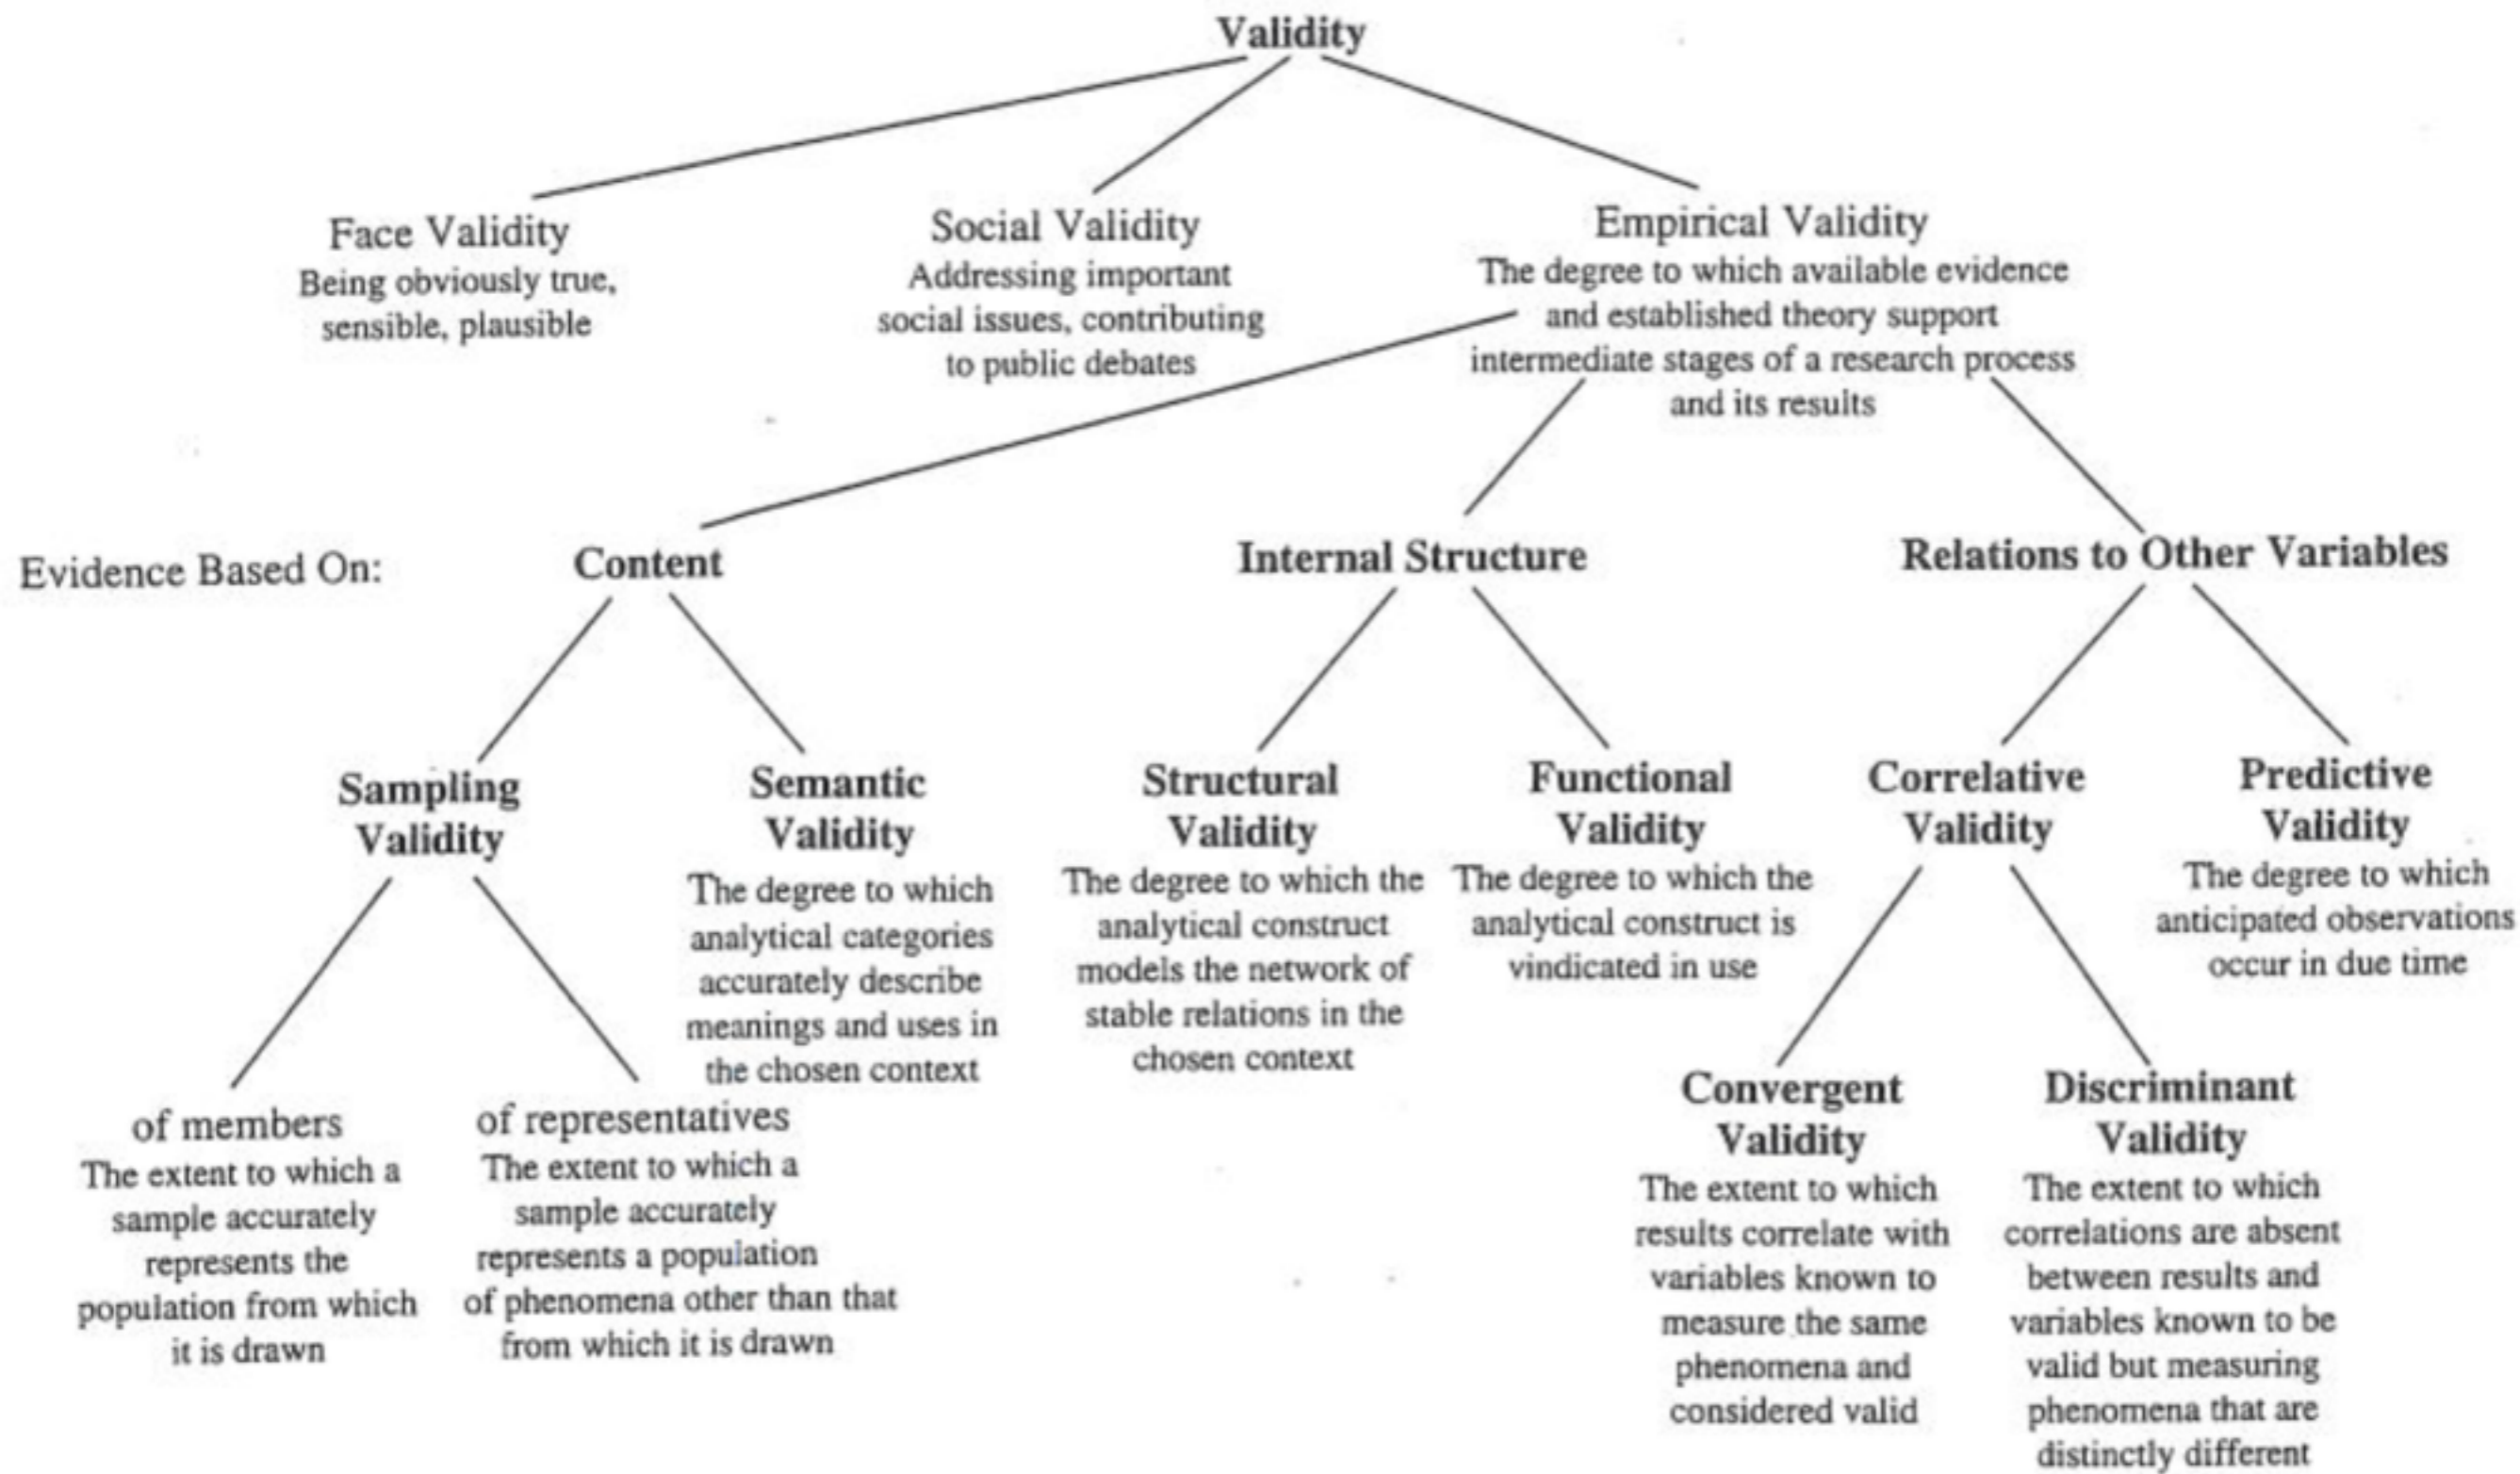 Validity
Face Validity
Being obviously true,
sensible, plausible
Social Validity
Addressing important
social issues, contributing
to public debates
Empirical Validity
The degree to which available evidence
and established theory support
intermediate stages of a research process
and its results
Evidence Based On:
Content
Internal Structure
Relations to Other Variables
Sampling
Validity
Semantic
Validity
The degree to which
analytical categories
accurately describe
meanings and uses in
the chosen context
Structural
Validity
The degree to which the
analytical construct
models the network of
stable relations in the
chosen context
Functional
Validity
The degree to which the
analytical construct is
vindicated in use
Correlative
Validity
Predictive
Validity
The degree to which
anticipated observations
occur in due time
of members
The extent to which a
sample accurately
represents the
population from which
it is drawn
of representatives
The extent to which a
sample accurately
represents a population
of phenomena other than that
from which it is drawn
Convergent
Validity
The extent to which
results correlate with
variables known to
measure the same
phenomena and
considered valid
Discriminant
Validity
The extent to which
correlations are absent
between results and
variables known to be
valid but measuring
phenomena that are
distinctly different